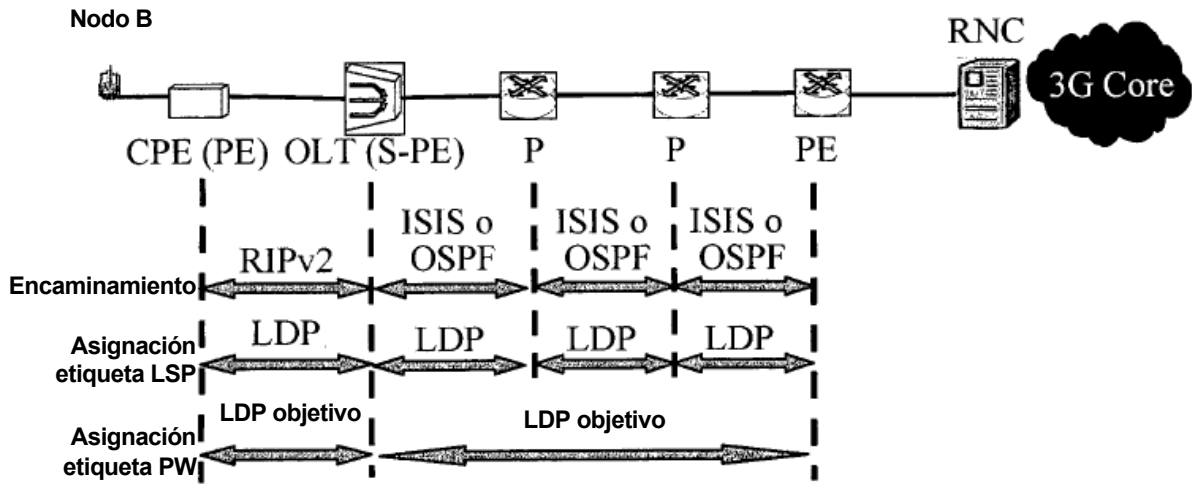 Nodo B
RNC
3G Core
CPE (PE)
OLT (S-PE)
P
P
PE
Encaminamiento
RIPv2
ISIS o
OSPF
ISIS o
OSPF
ISIS o
OSPF
Asignación
etiqueta LSP
LDP
LDP
LDP
LDP
Asignación
etiqueta PW
LDP objetivo
LDP objetivo